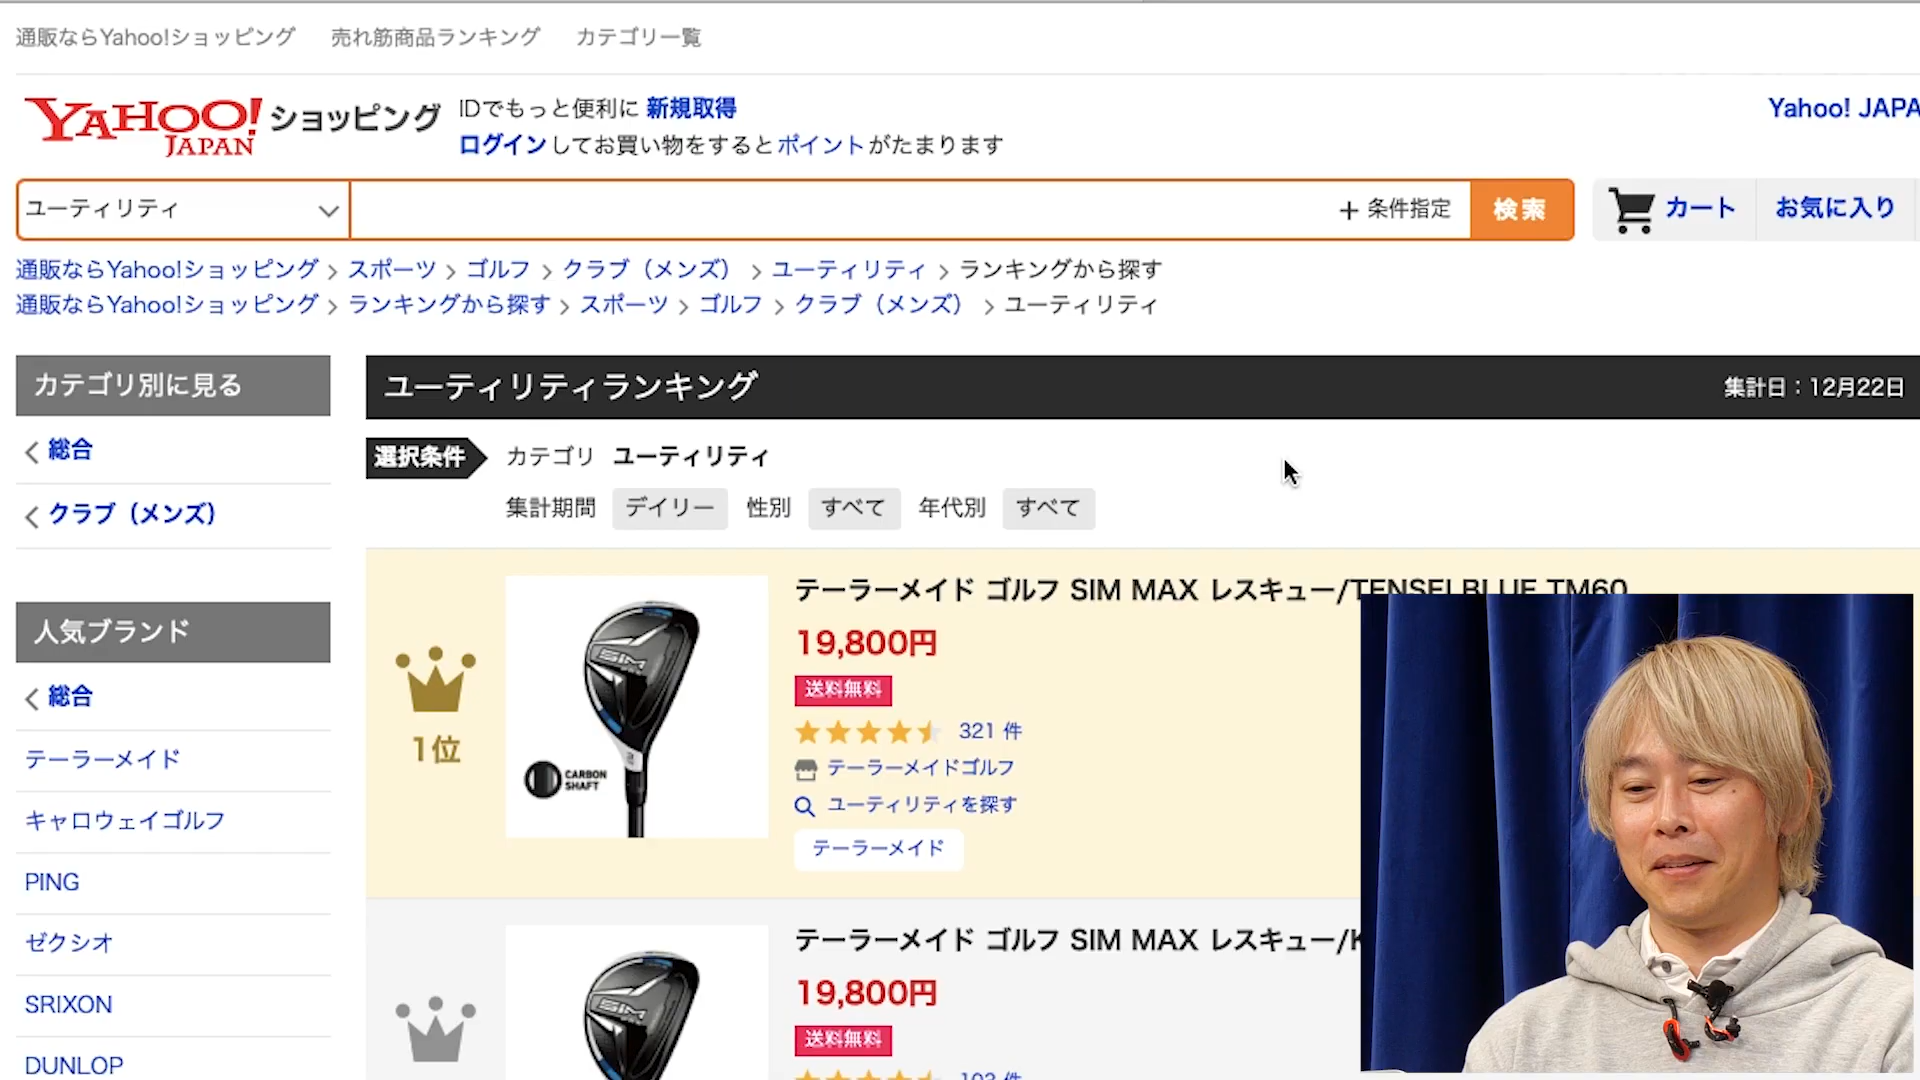 通販ならYahoo!ショッピング 売れ筋商品ランキング カテゴリ一覧
YAHOO! JAPAN ショッピング
IDでもっと便利に 新規取得
ログインしてお買い物をするとポイントがたまります
Yahoo! JAPA
ユーティリティ
+ 条件指定
検索
カート
お気に入り
通販ならYahoo!ショッピング > スポーツ > ゴルフ > クラブ（メンズ） > ユーティリティ > ランキングから探す
通販ならYahoo!ショッピング > ランキングから探す > スポーツ > ゴルフ > クラブ（メンズ） > ユーティリティ
カテゴリ別に見る
総合
クラブ（メンズ）
人気ブランド
総合
テーラーメイド
キャロウェイゴルフ
PING
ゼクシオ
SRIXON
DUNLOP
ユーティリティランキング
集計日：12月22日
選択条件 カテゴリ ユーティリティ
集計期間 デイリー 性別 すべて 年代別 すべて
1位
SIM
CARBON
SHAFT
テーラーメイド ゴルフ SIM MAX レスキュー/TENSEI BLUE TM60
19,800円
送料無料
321 件
テーラーメイドゴルフ
ユーティリティを探す
テーラーメイド
SIM
テーラーメイド ゴルフ SIM MAX レスキュー/
19,800円
送料無料
103 件